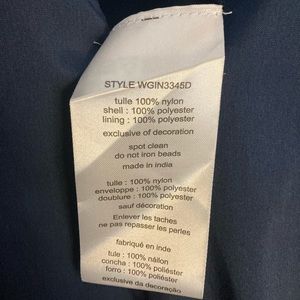 STYLE WGIN3345D
tulle 100% nylon
shell : 100% polyester
lining : 100% polyester
exclusive of decoration
spot clean
do not iron beads
made in india
tulle : 100% nylon
enveloppe : 100% polyester
doublure : 100% polyester
sauf décoration
Enlever les taches
ne pas repasser les perles
fabriqué en inde
tule : 100% náilon
concha : 100% poliéster
forro : 100% poliéster
exclusiva da decoração